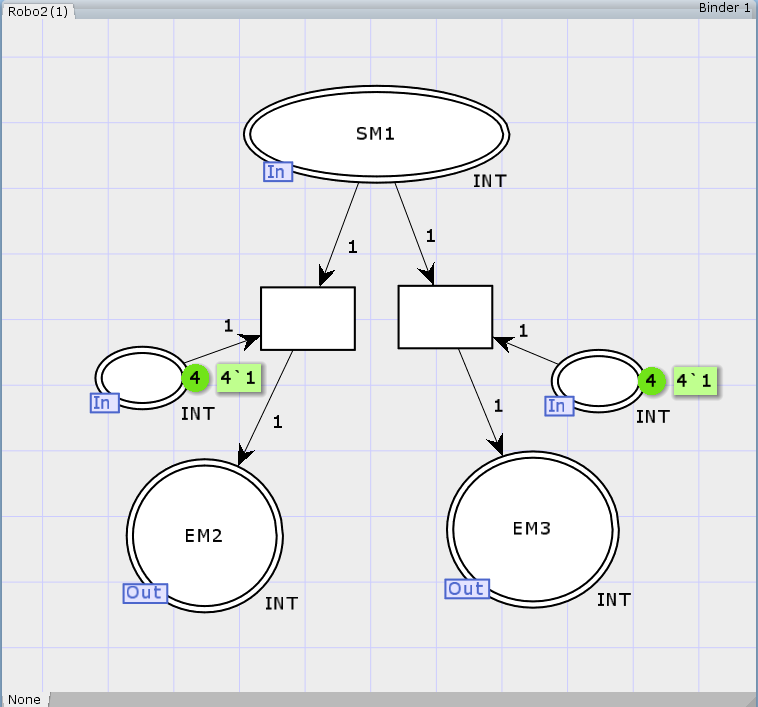 Robo2(1)
Binder 1
SM1
In
INT
1
1
1
1
4
4`1
4
4`1
In
INT
In
INT
1
1
EM2
EM3
Out
INT
Out
INT
None